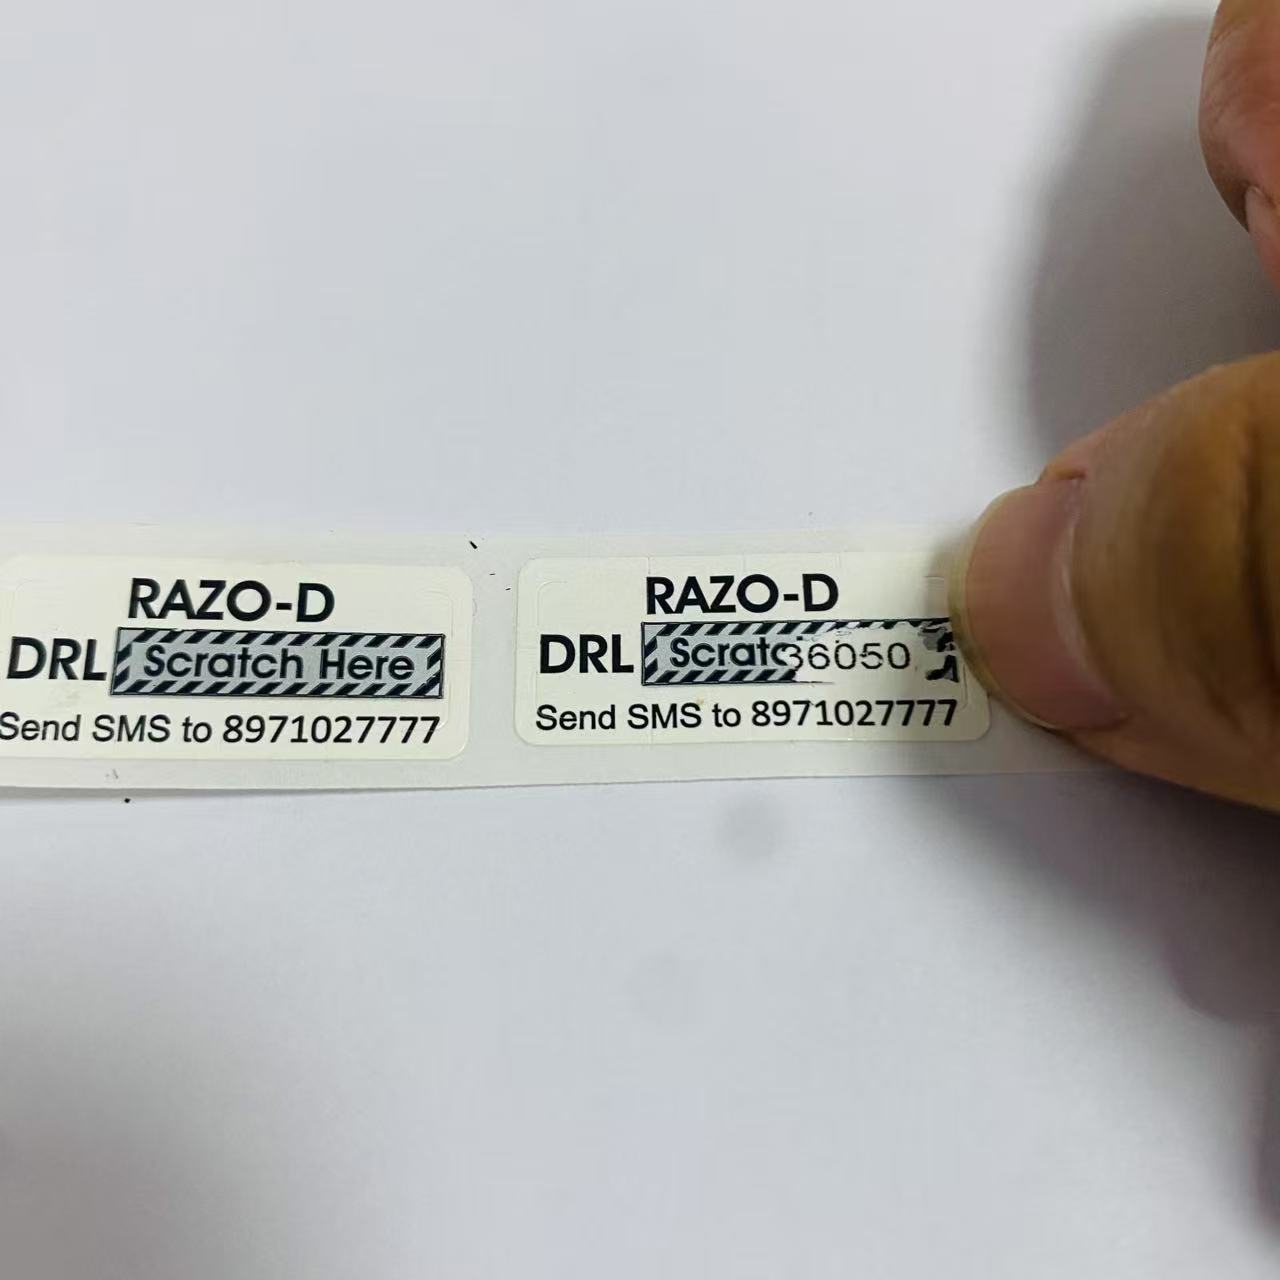 RAZO-D
DRL Scratch Here
Send SMS to 8971027777
RAZO-D
DRL Scratc36050
Send SMS to 8971027777